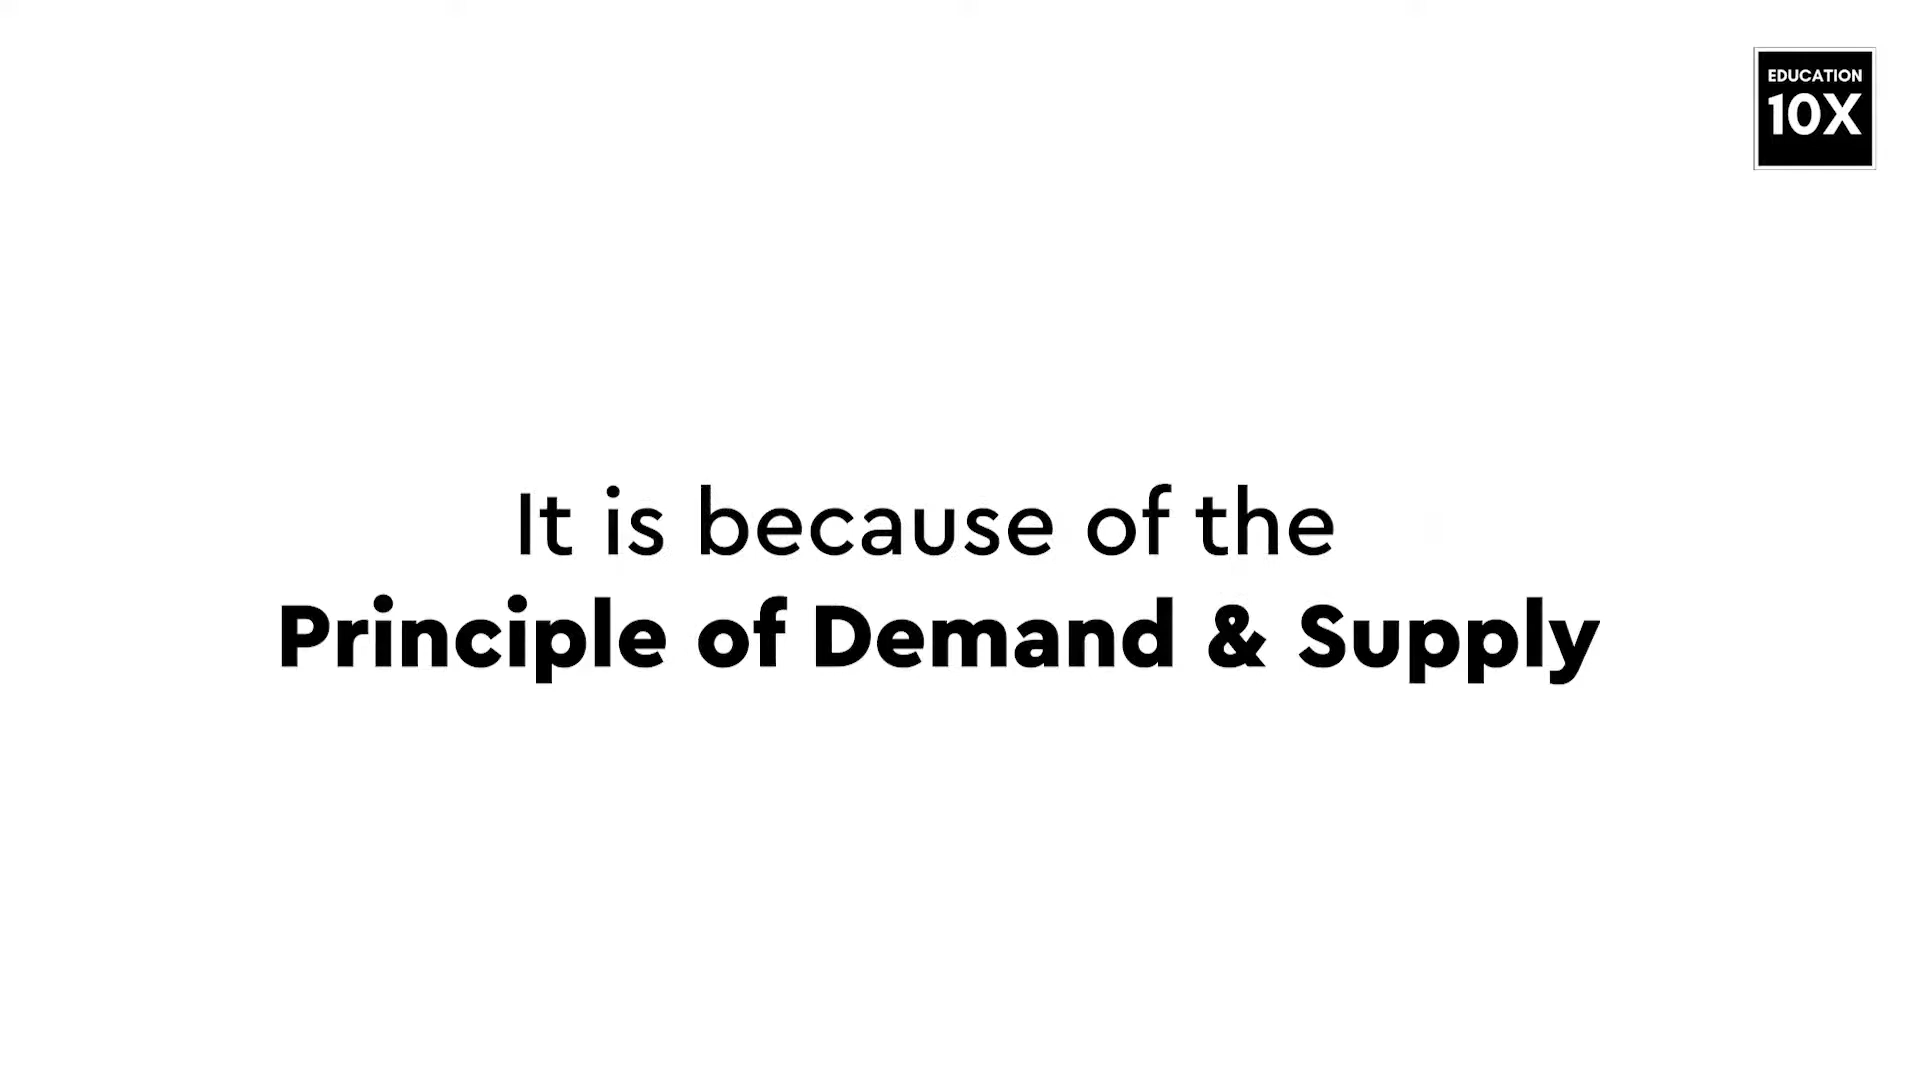 EDUCATION
10X
It is because of the
Principle of Demand & Supply